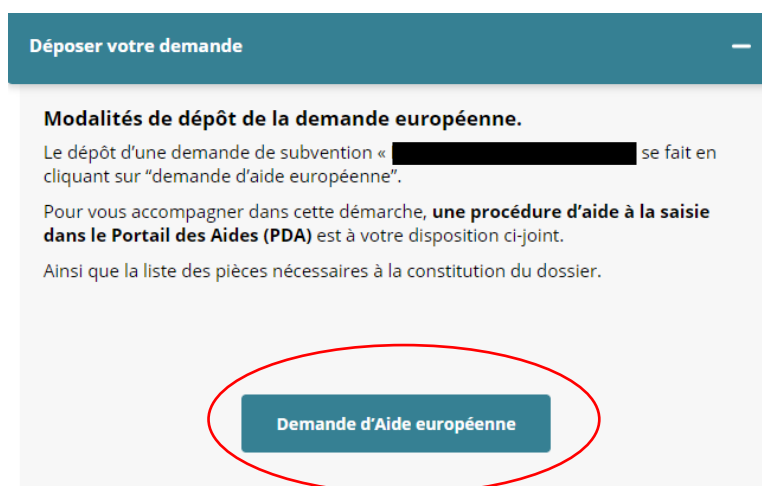 Déposer votre demande
Modalités de dépôt de la demande européenne.
Le dépôt d’une demande de subvention « se fait en
cliquant sur “demande d’aide européenne”.
Pour vous accompagner dans cette démarche, une procédure d’aide à la saisie
dans le Portail des Aides (PDA) est à votre disposition ci-joint.
Ainsi que la liste des pièces nécessaires à la constitution du dossier.
Demande d’Aide européenne